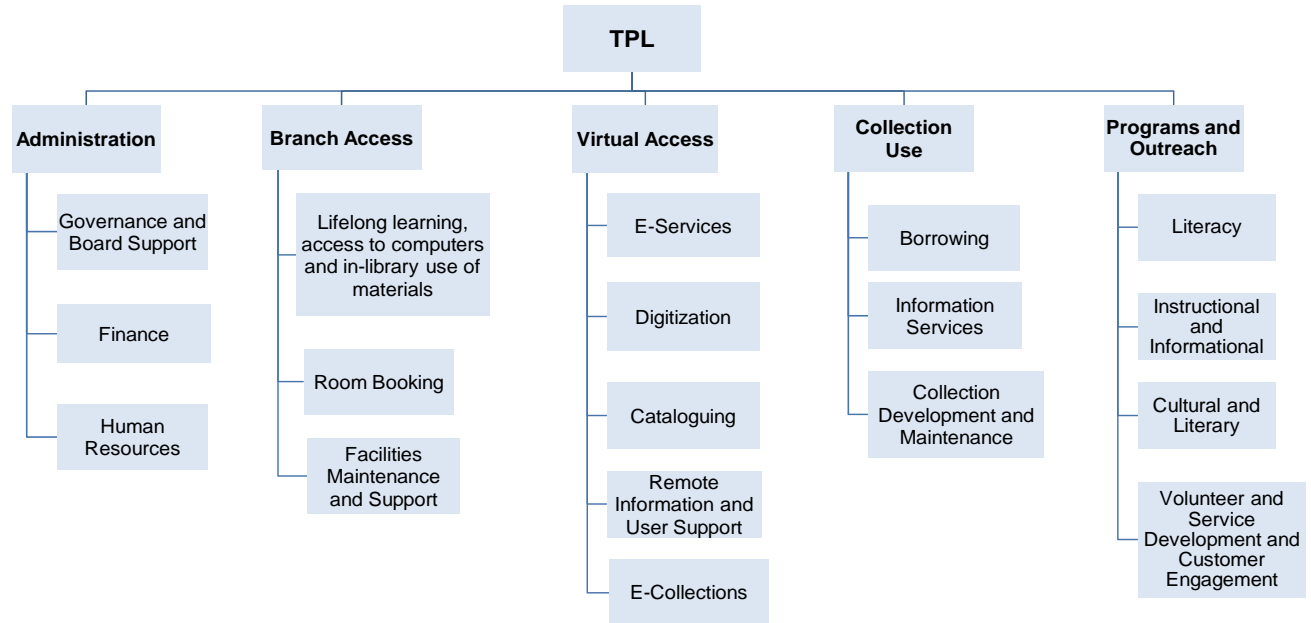 TPL
Administration
Governance and
Board Support
Finance
Human
Resources
Branch Access
Lifelong learning,
access to computers
and in-library use of
materials
Room Booking
Facilities
Maintenance
and Support
Virtual Access
E-Services
Digitization
Cataloguing
Remote
Information and
User Support
E-Collections
Collection
Use
Borrowing
Information
Services
Collection
Development and
Maintenance
Programs and
Outreach
Literacy
Instructional
and
Informational
Cultural and
Literary
Volunteer and
Service
Development and
Customer
Engagement